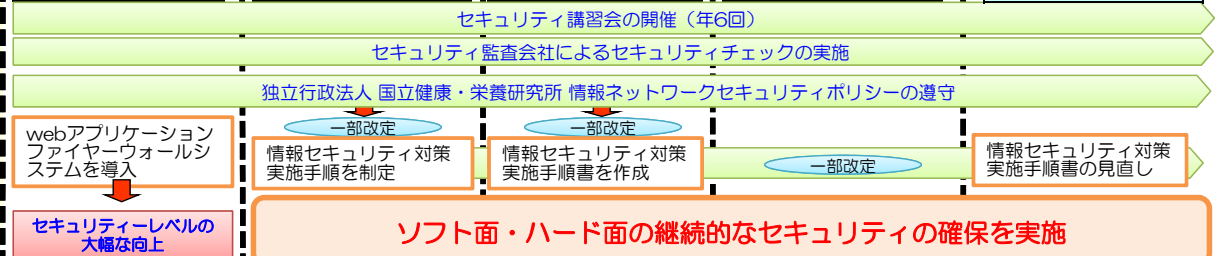 セキュリティ講習会の開催（年6回）
セキュリティ監査会社によるセキュリティチェックの実施
独立行政法人 国立健康・栄養研究所 情報ネットワークセキュリティポリシーの遵守
webアプリケーション
ファイヤーウォールシ
ステムを導入
一部改定
情報セキュリティ対策
実施手順を制定
一部改定
情報セキュリティ対策
実施手順書を作成
一部改定
情報セキュリティ対策
実施手順書の見直し
セキュリティーレベルの
大幅な向上
ソフト面・ハード面の継続的なセキュリティの確保を実施